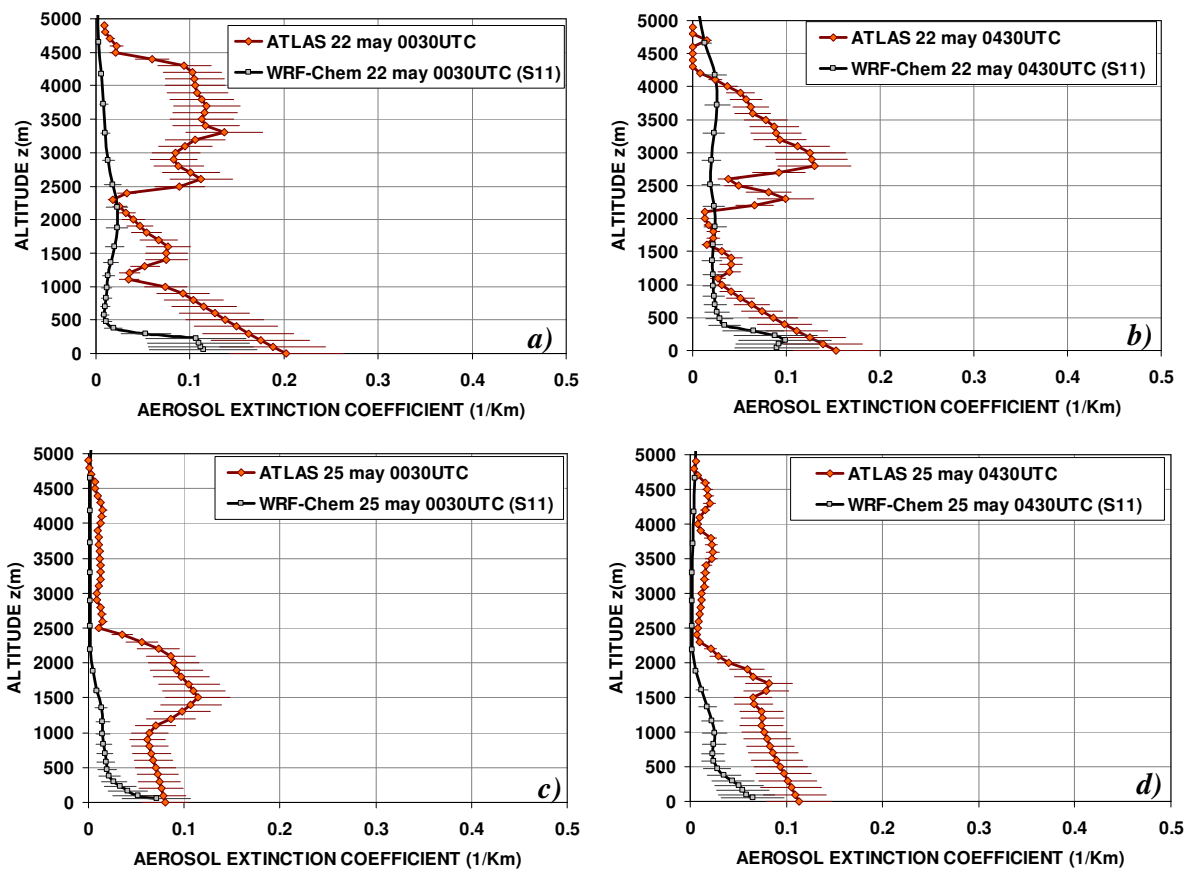 ALTITUDE z(m)
5000
4500
4000
3500
3000
2500
2000
1500
1000
500
0
ATLAS 22 may 0030UTC
WRF-Chem 22 may 0030UTC (S11)
a)
0 0.1 0.2 0.3 0.4 0.5
AEROSOL EXTINCTION COEFFICIENT (1/Km)
ALTITUDE z(m)
5000
4500
4000
3500
3000
2500
2000
1500
1000
500
0
ATLAS 22 may 0430UTC
WRF-Chem 22 may 0430UTC (S11)
b)
0 0.1 0.2 0.3 0.4 0.5
AEROSOL EXTINCTION COEFFICIENT (1/Km)
ALTITUDE z(m)
5000
4500
4000
3500
3000
2500
2000
1500
1000
500
0
ATLAS 25 may 0030UTC
WRF-Chem 25 may 0030UTC (S11)
c)
0 0.1 0.2 0.3 0.4 0.5
AEROSOL EXTINCTION COEFFICIENT (1/Km)
ALTITUDE z(m)
5000
4500
4000
3500
3000
2500
2000
1500
1000
500
0
ATLAS 25 may 0430UTC
WRF-Chem 25 may 0430UTC (S11)
d)
0 0.1 0.2 0.3 0.4 0.5
AEROSOL EXTINCTION COEFFICIENT (1/Km)